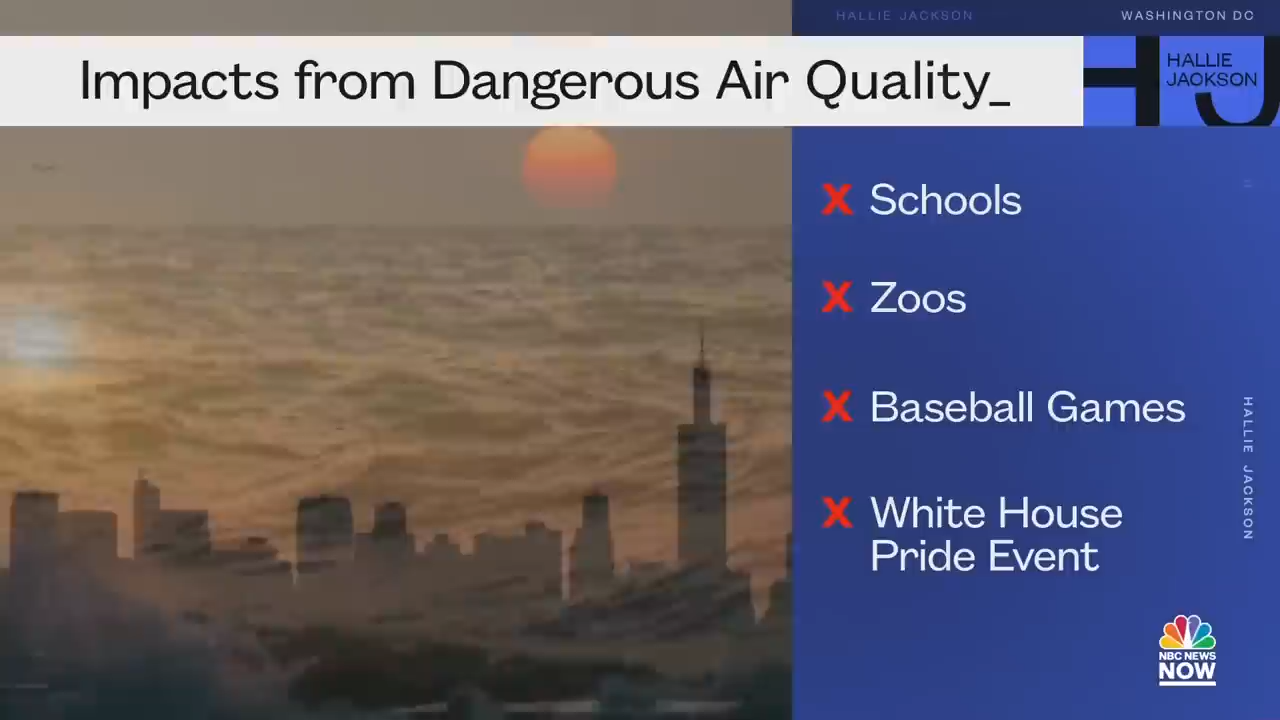 HALLIE JACKSON
WASHINGTON DC
Impacts from Dangerous Air Quality_
HJ
HALLIE
JACKSON
X Schools
X Zoos
X Baseball Games
X White House
Pride Event
HALLIE JACKSON
NBC NEWS
NOW